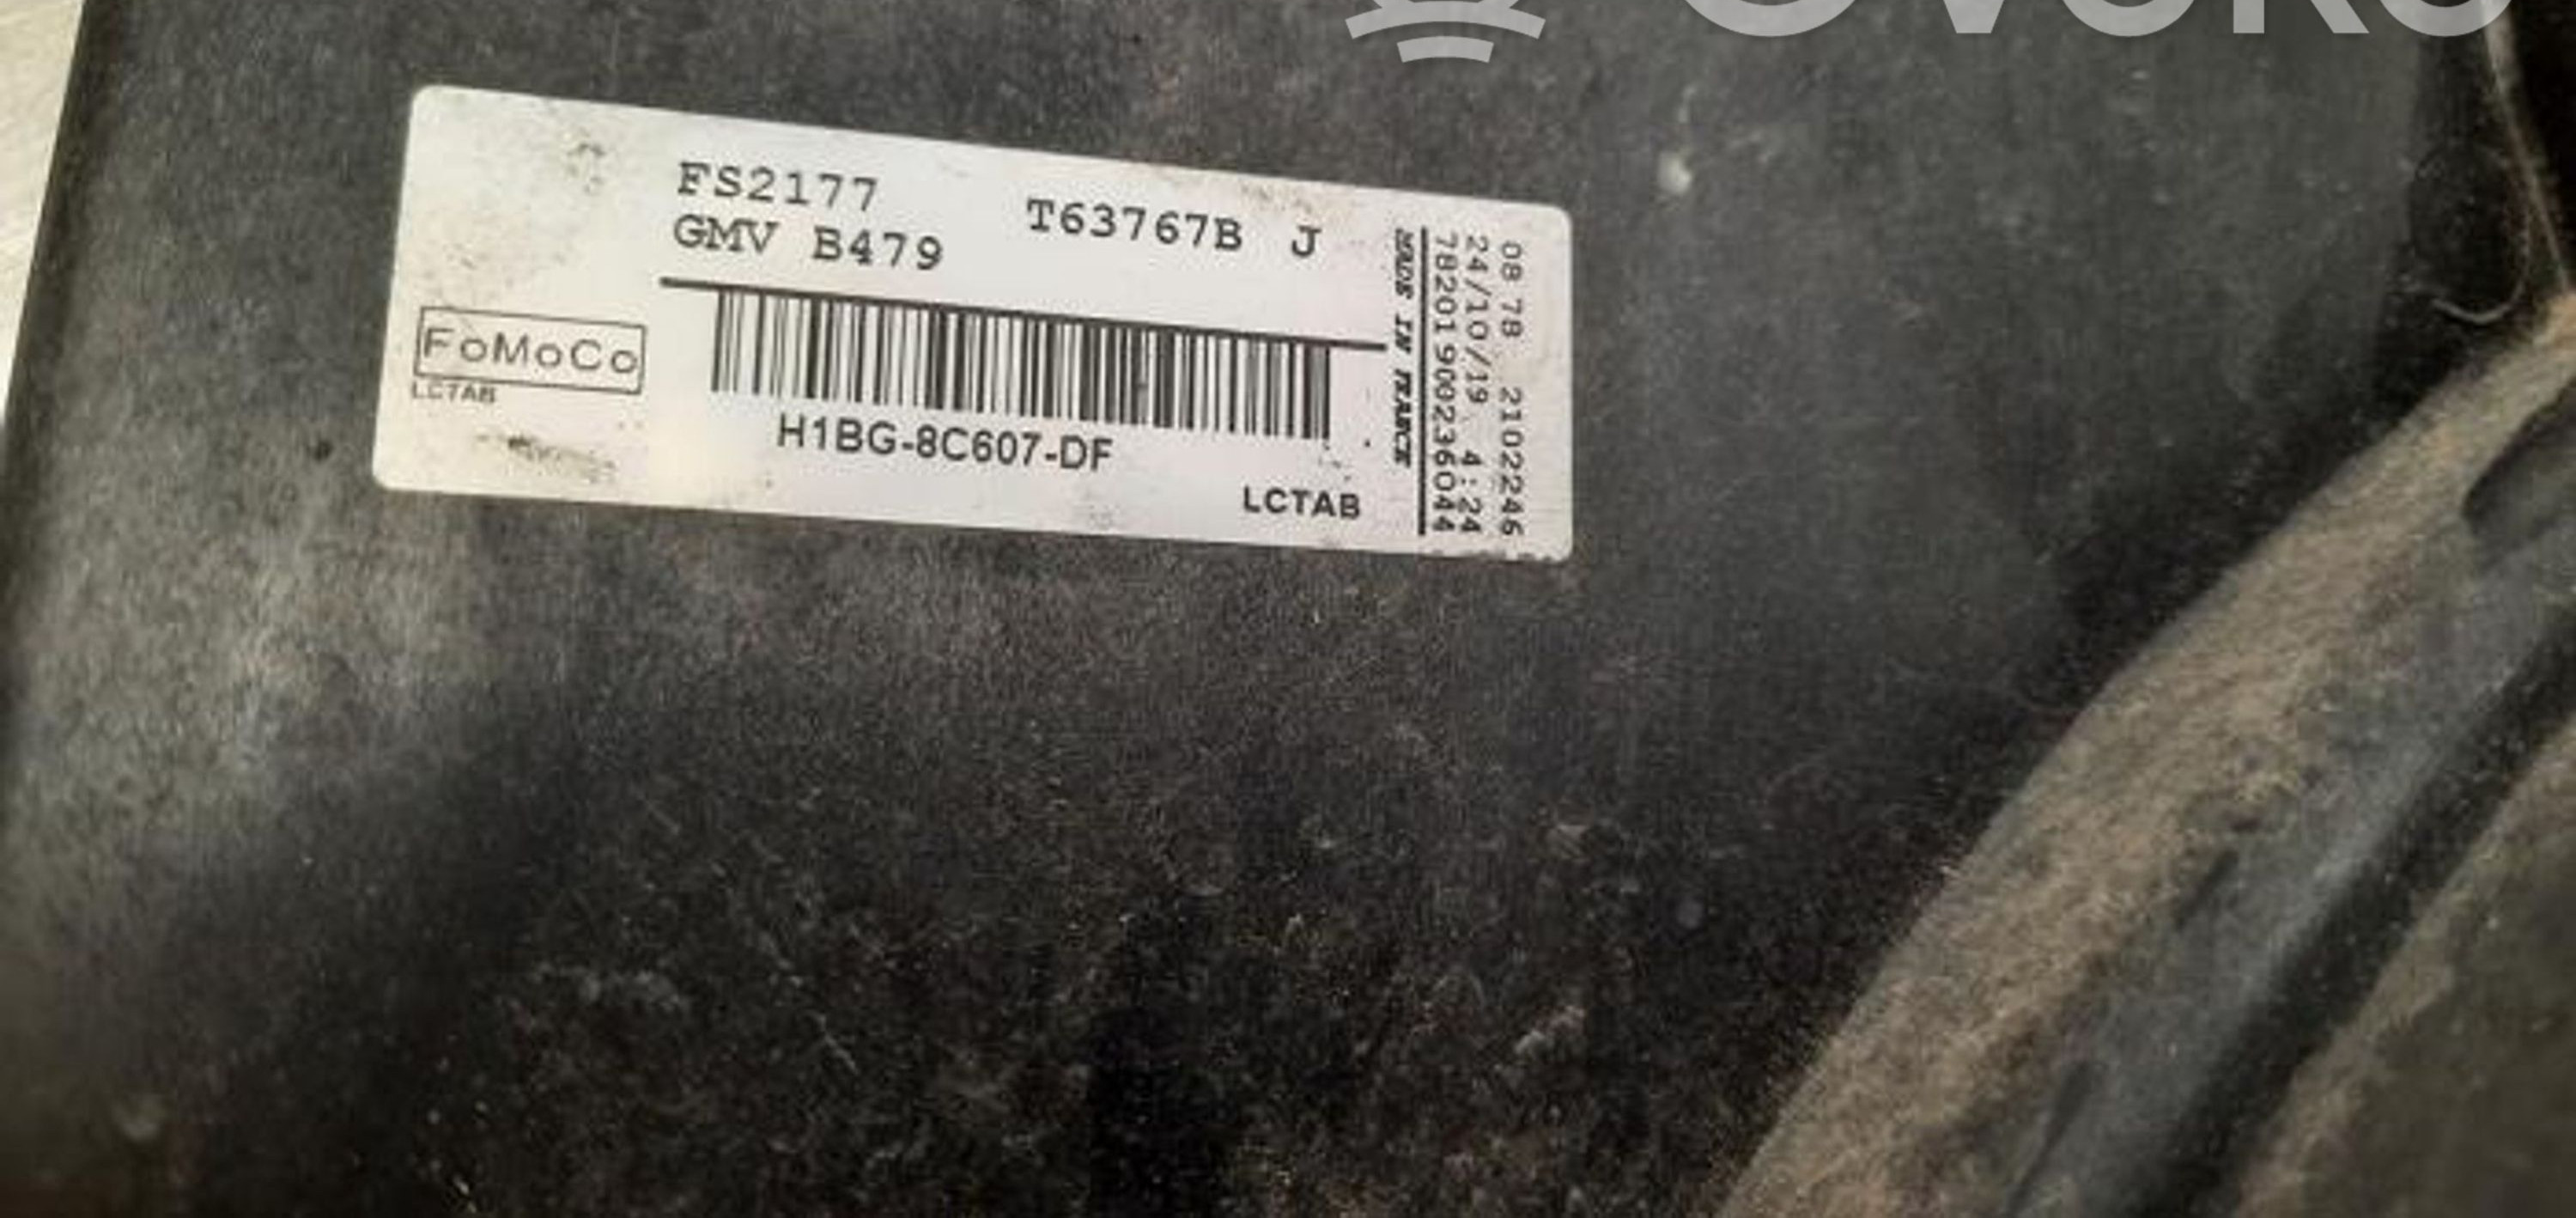 FS2177
GMV B479
T63767B J
FoMoCo
LCTAB
H1BG-8C607-DF
LCTAB
08 78 21022246
24/10/19 4:24
78201900236044
MADE IN FRANCE